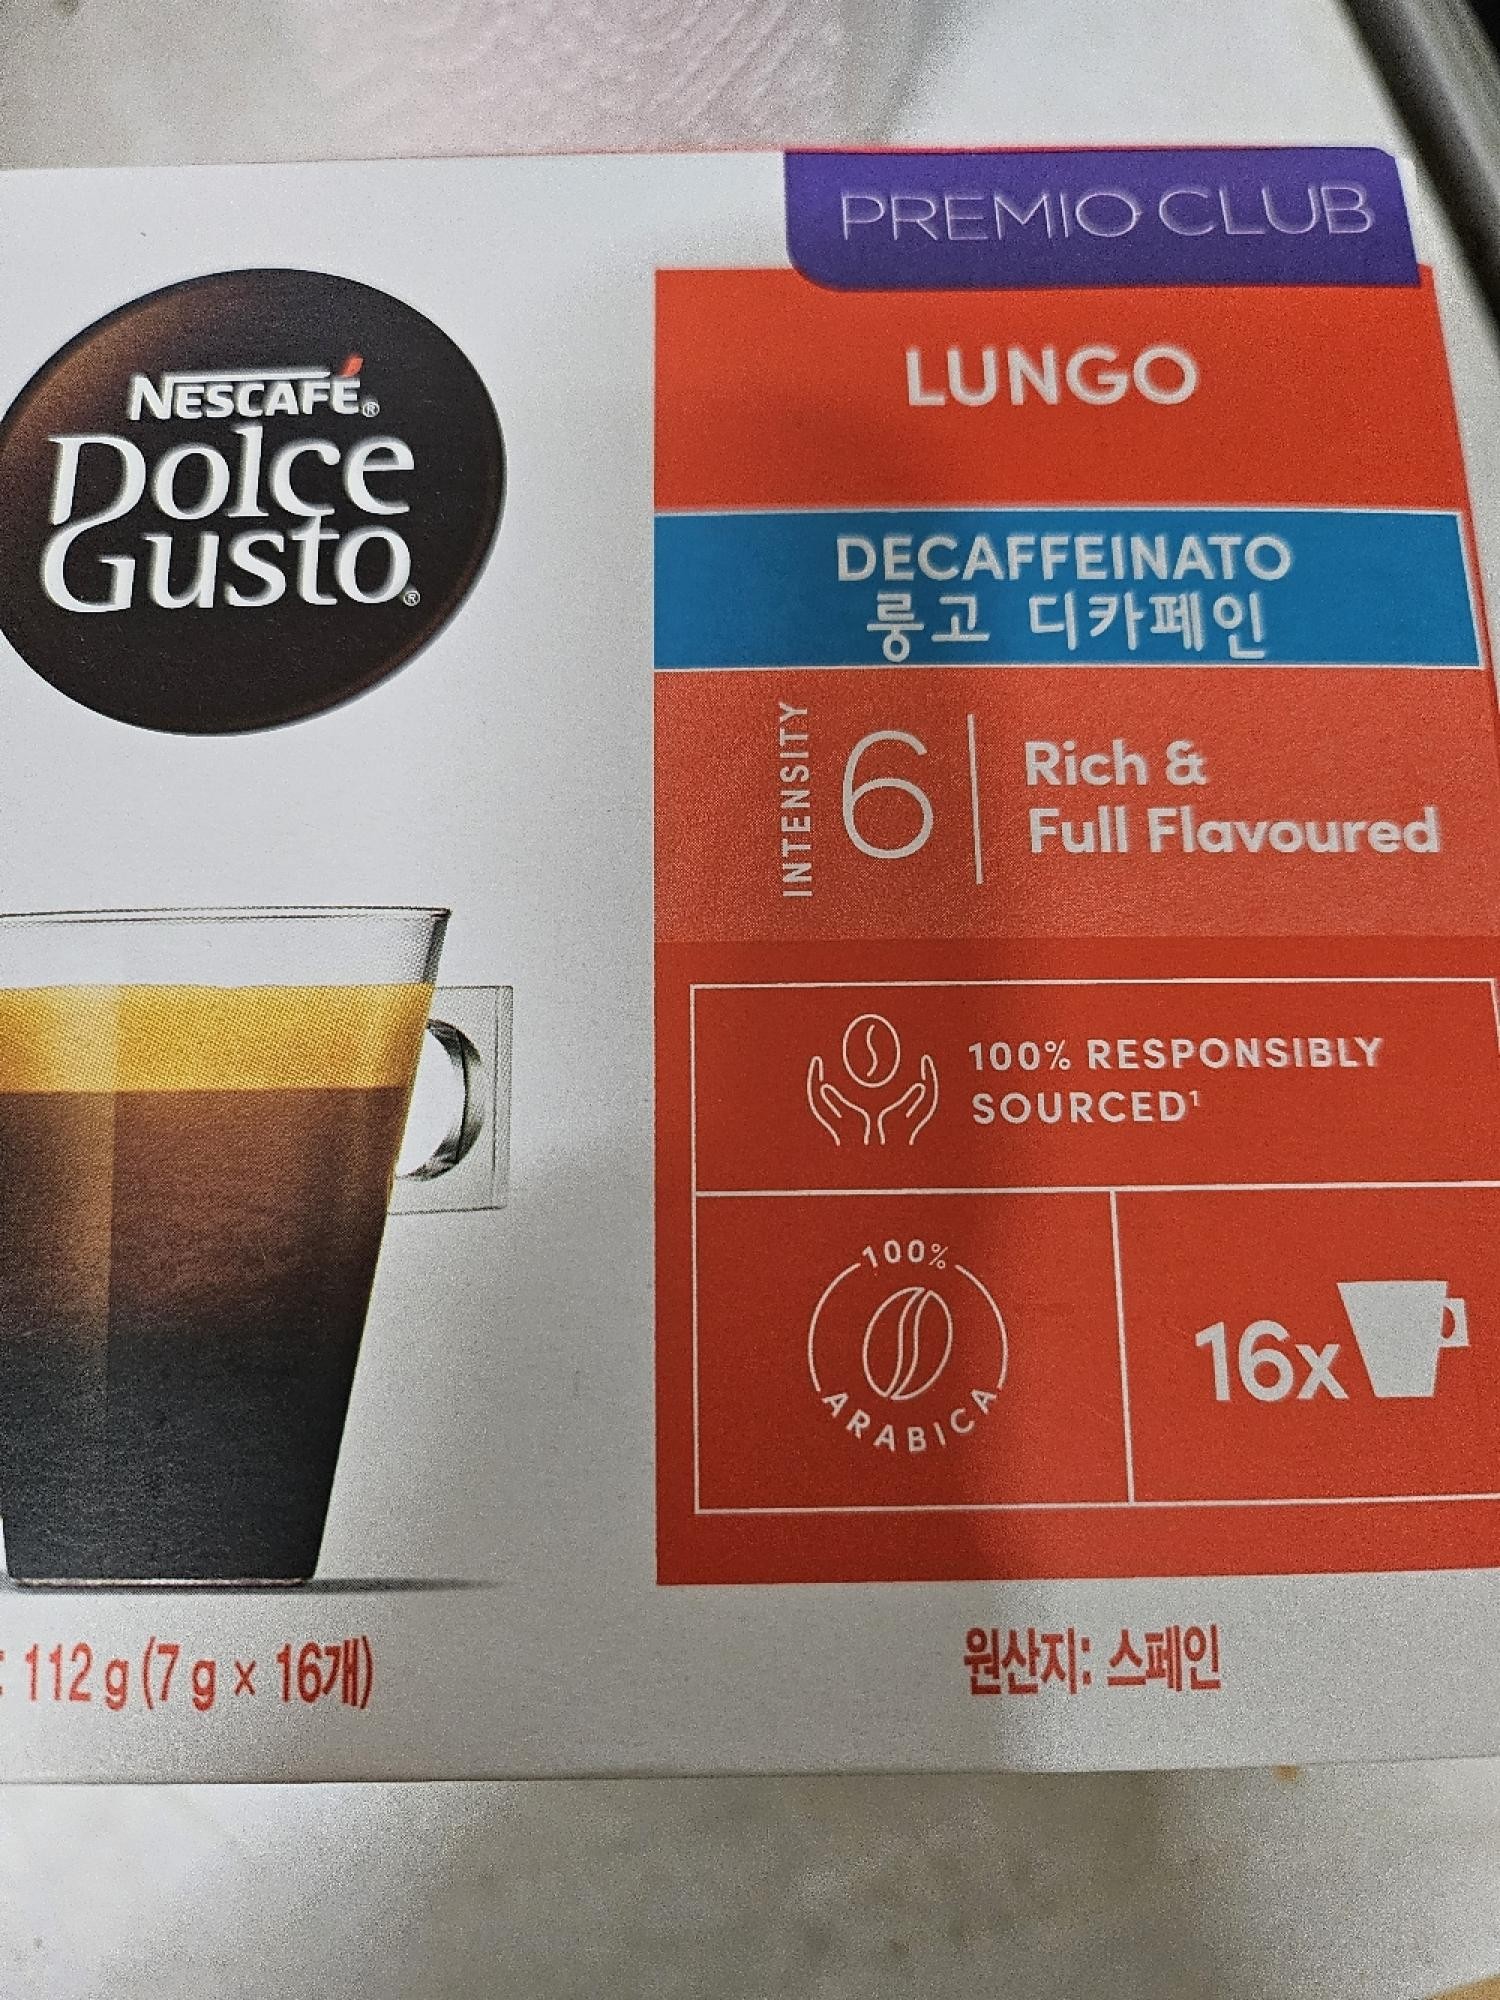 PREMIO CLUB
NESCAFÉ®
Dolce
Gusto®
LUNGO
DECAFFEINATO
룽고 디카페인
INTENSITY
6
Rich &
Full Flavoured
100% RESPONSIBLY
SOURCED¹
100%
ARABICA
16x
: 112 g (7 g × 16개)
원산지: 스페인